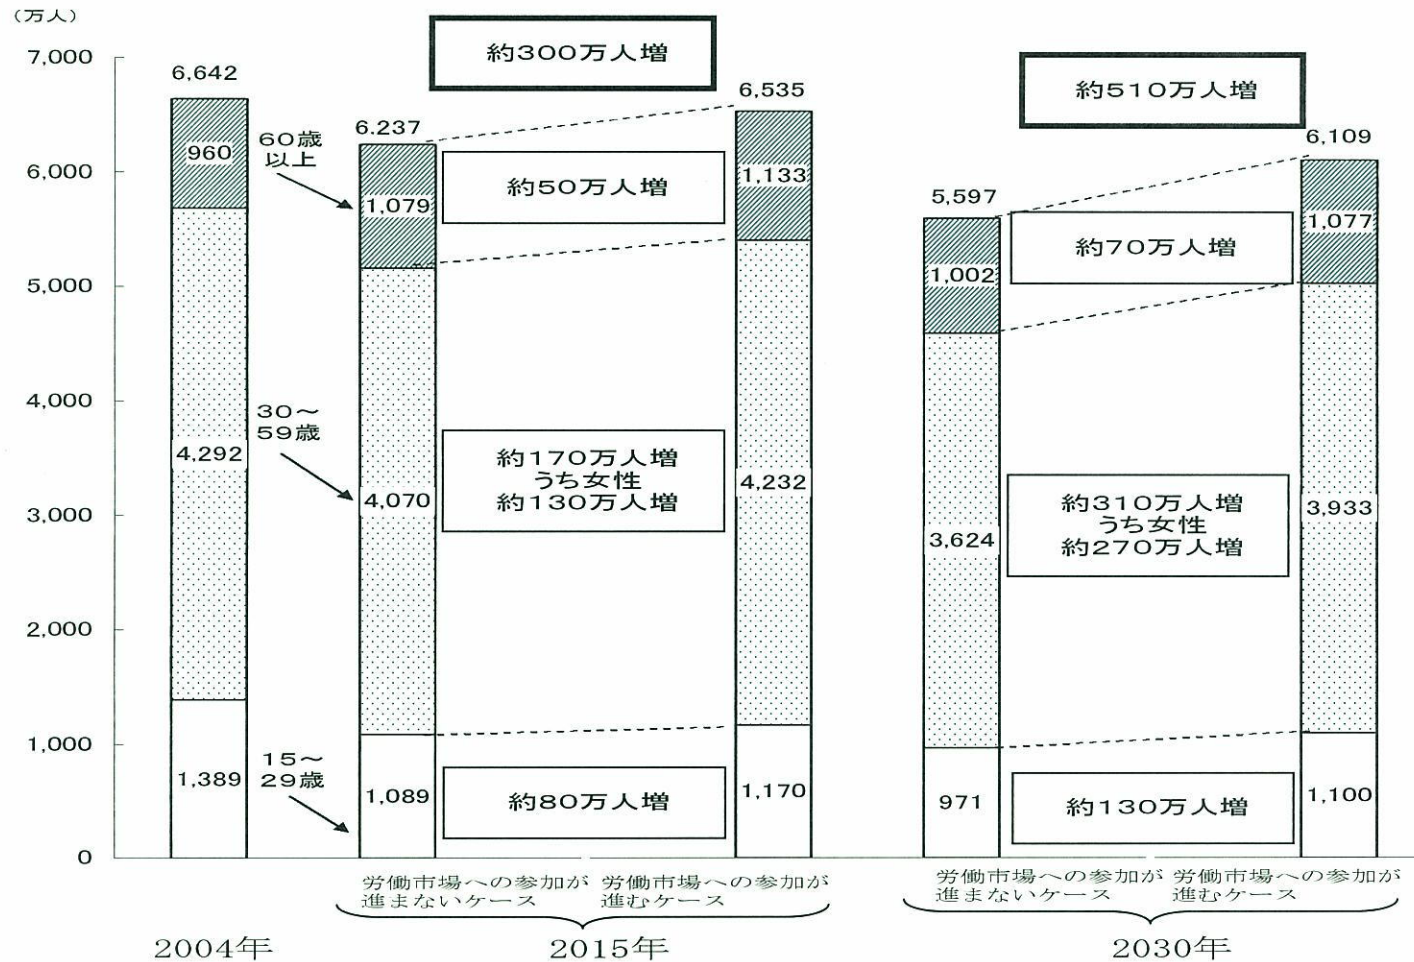 (万人)
約300万人増
約510万人増
7,000
6,000
5,000
4,000
3,000
2,000
1,000
0
6,642
960
4,292
1,389
60歳
以上
30～
59歳
15～
29歳
6.237
1,079
4,070
1,089
約50万人増
約170万人増
うち女性
約130万人増
約80万人増
6,535
1,133
4,232
1,170
5,597
1,002
3,624
971
約70万人増
約310万人増
うち女性
約270万人増
約130万人増
6,109
1,077
3,933
1,100
労働市場への参加が
進まないケース
労働市場への参加が
進むケース
労働市場への参加が
進まないケース
労働市場への参加が
進むケース
2004年
2015年
2030年